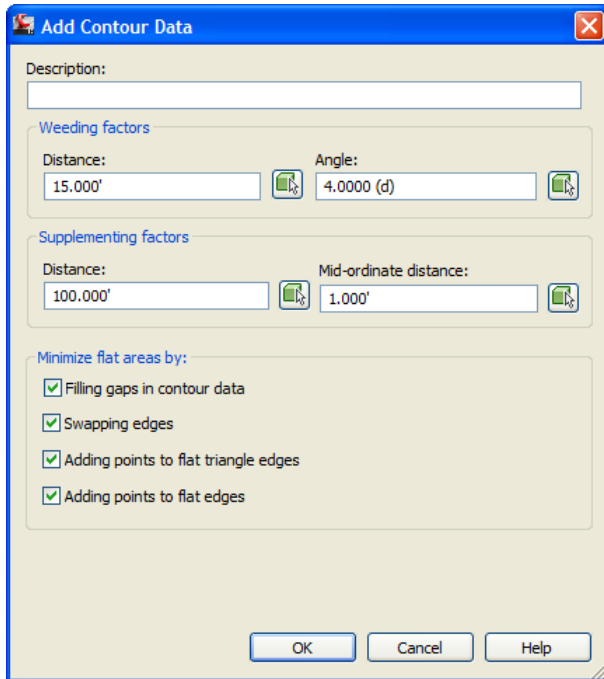 Add Contour Data
Description:
Weeding factors
Distance:
Angle:
15.000'
4.0000 (d)
Supplementing factors
Distance:
Mid-ordinate distance:
100.000'
1.000'
Minimize flat areas by:
Filling gaps in contour data
Swapping edges
Adding points to flat triangle edges
Adding points to flat edges
OK
Cancel
Help